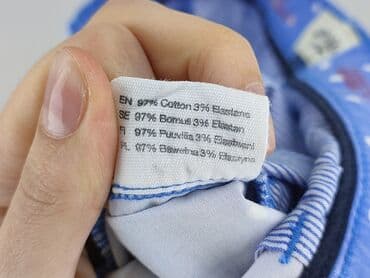 EN 97% Cotton 3% Elastane
SE 97% Bomull 3% Elastan
FI 97% Puuvilla 3% Elastaani
PL 97% Bawełna 3% Elastyna